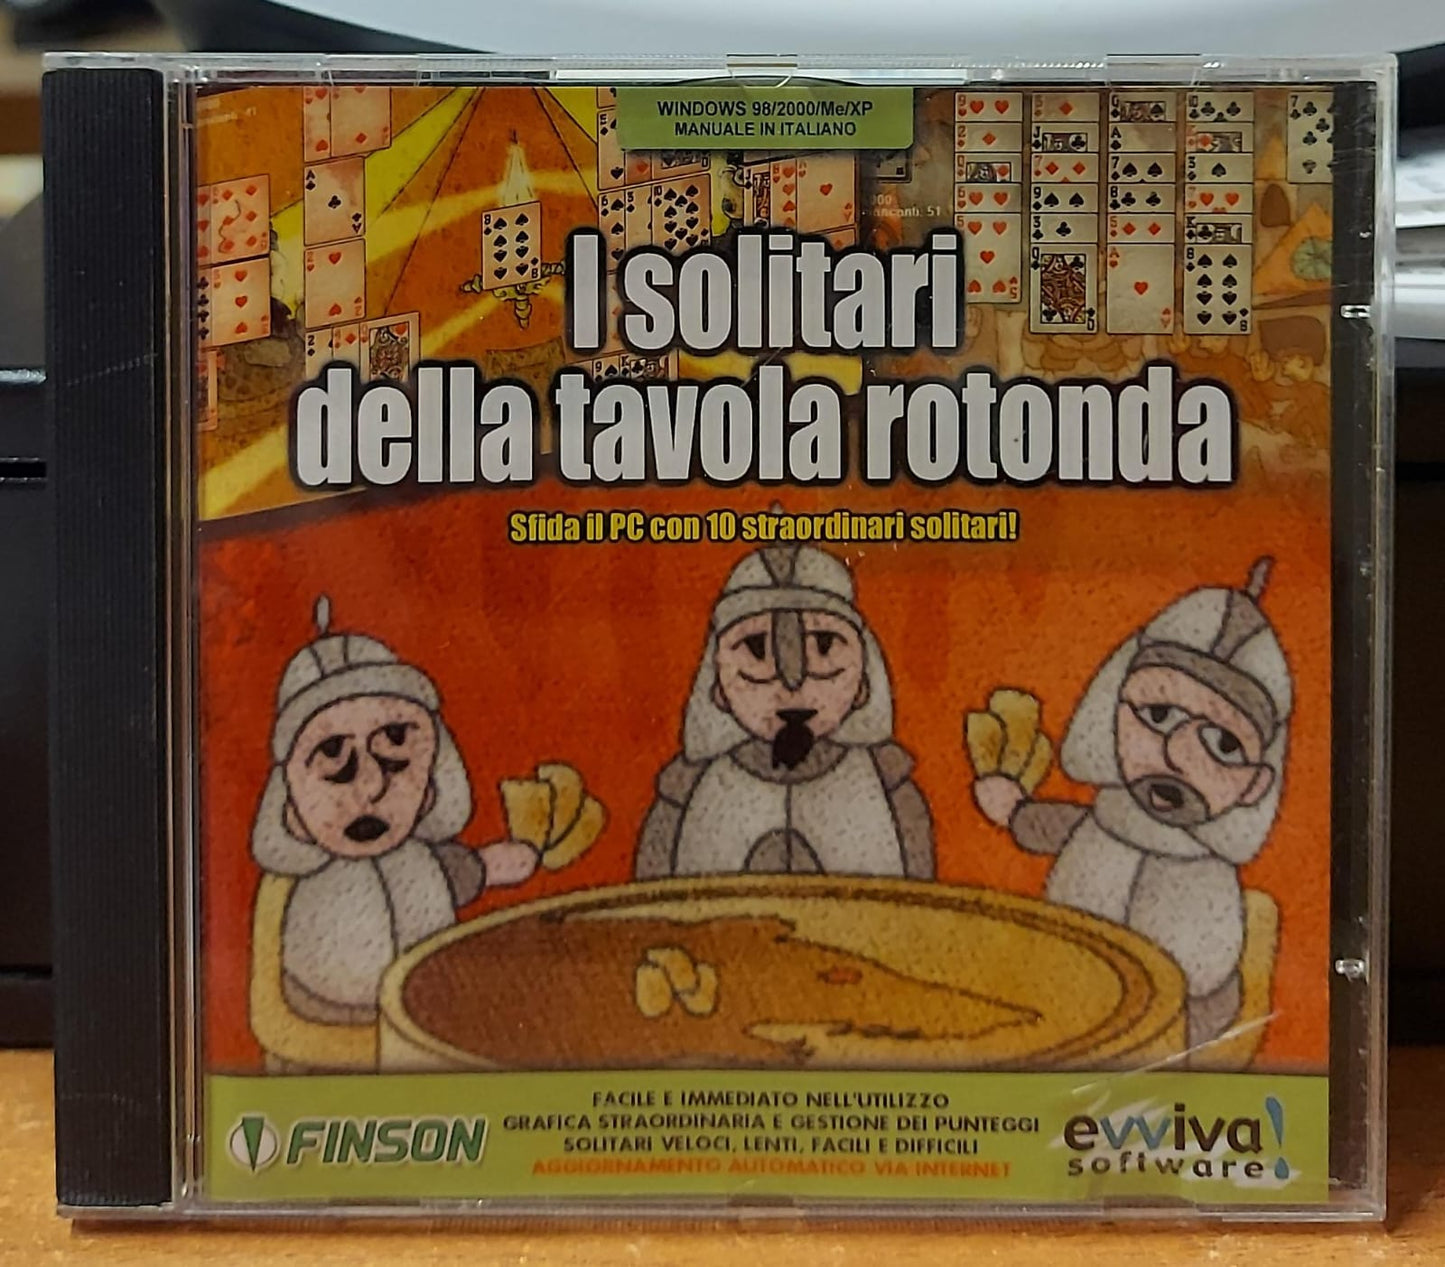 WINDOWS 98/2000/Me/XP
MANUALE IN ITALIANO
I solitari
della tavola rotonda
Sfida il PC con 10 straordinari solitari!
FACILE E IMMEDIATO NELL'UTILIZZO
GRAFICA STRAORDINARIA E GESTIONE DEI PUNTEGGI
SOLITARI VELOCI, LENTI, FACILI E DIFFICILI
AGGIORNAMENTO AUTOMATICO VIA INTERNET
FINSON
evviva!
software